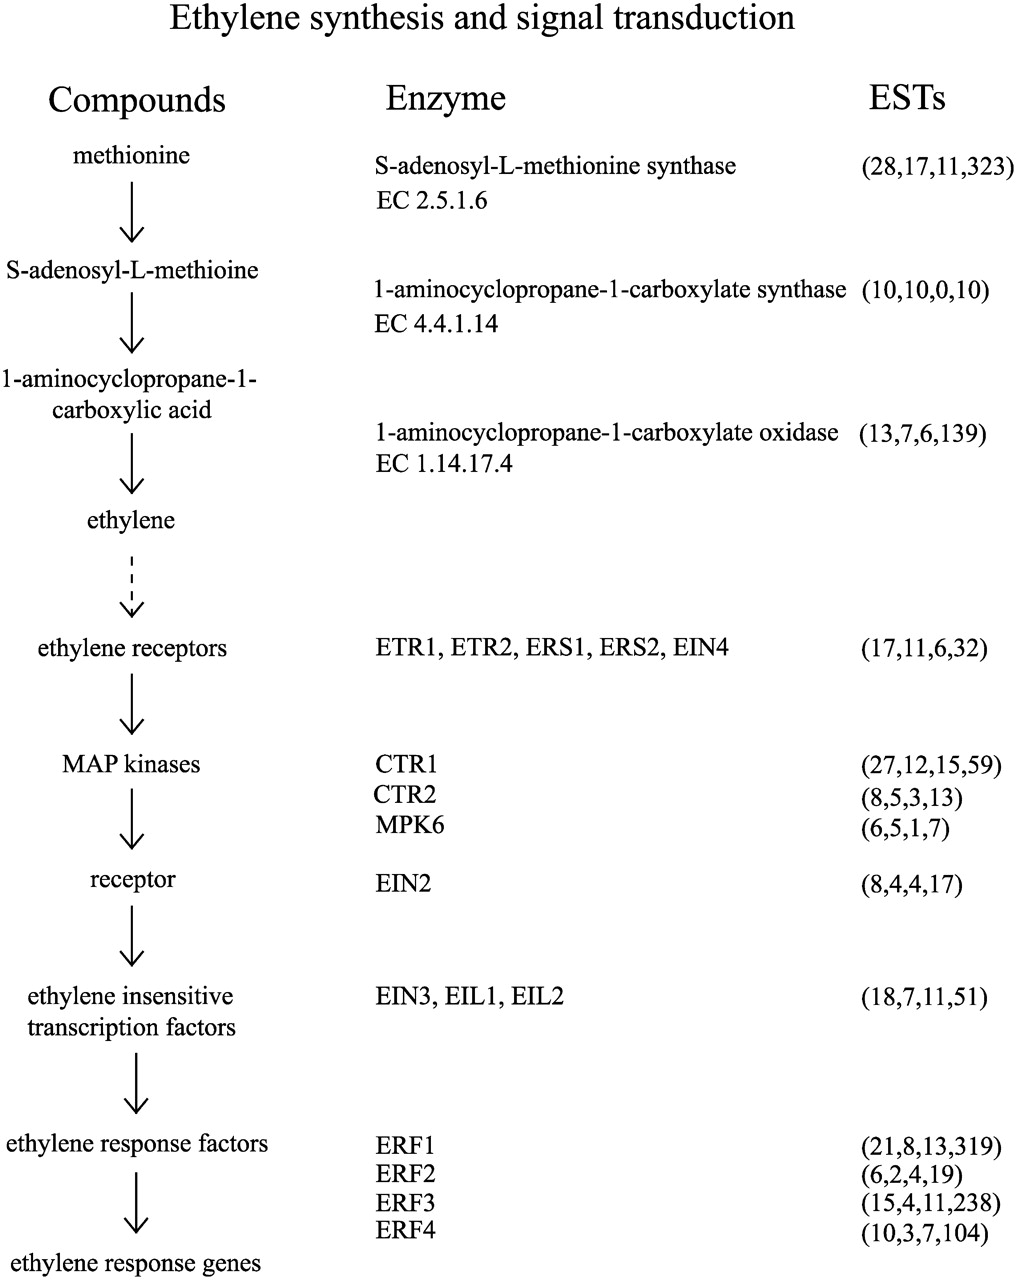 Ethylene synthesis and signal transduction
Compounds Enzyme ESTs
methionine
S-adenosyl-L-methionine synthase (28,17,11,323)
EC 2.5.1.6
S-adenosyl-L-methioine
1-aminocyclopropane-1-carboxylate synthase (10,10,0,10)
EC 4.4.1.14
1-aminocyclopropane-1-
carboxylic acid
1-aminocyclopropane-1-carboxylate oxidase (13,7,6,139)
EC 1.14.17.4
ethylene
ethylene receptors ETR1, ETR2, ERS1, ERS2, EIN4 (17,11,6,32)
MAP kinases CTR1 (27,12,15,59)
CTR2 (8,5,3,13)
MPK6 (6,5,1,7)
receptor EIN2 (8,4,4,17)
ethylene insensitive EIN3, EIL1, EIL2 (18,7,11,51)
transcription factors
ethylene response factors ERF1 (21,8,13,319)
ERF2 (6,2,4,19)
ERF3 (15,4,11,238)
ERF4 (10,3,7,104)
ethylene response genes